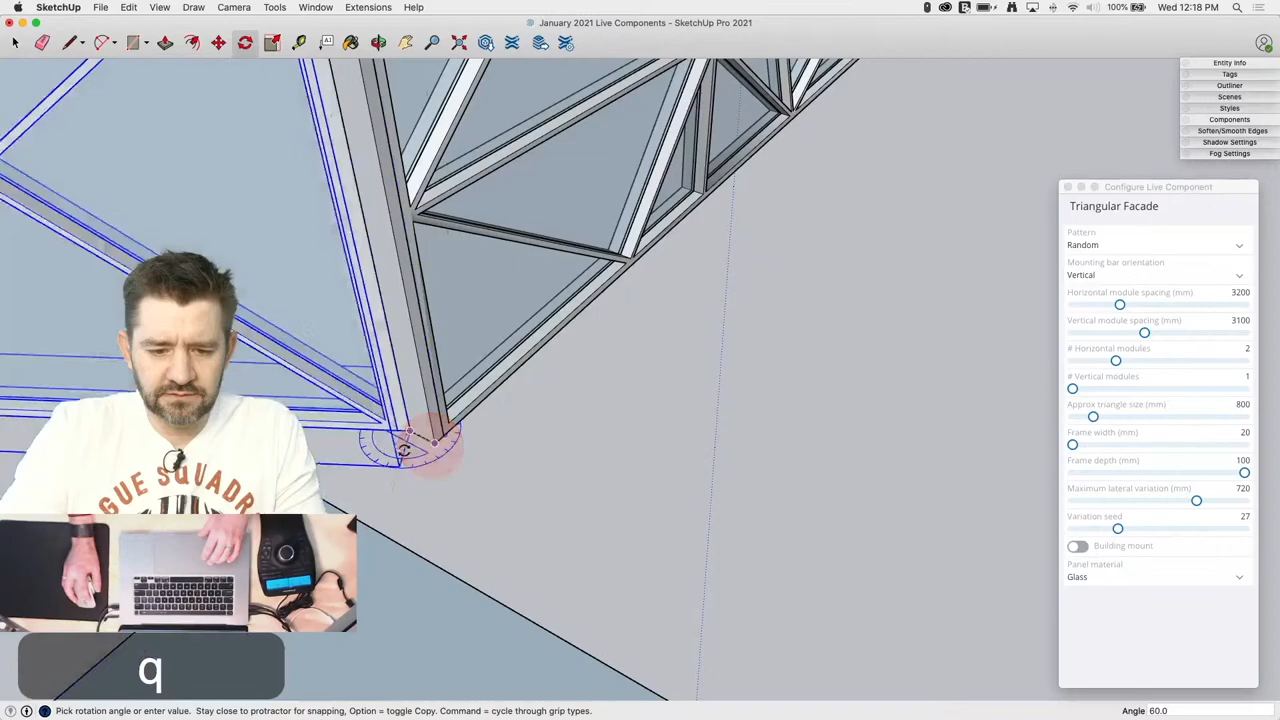 SketchUp File Edit View Draw Camera Tools Window Extensions Help 100% Wed 12:18 PM
January 2021 Live Components - SketchUp Pro 2021
A1
Entity Info
Tags
Outliner
Scenes
Styles
Components
Soften/Smooth Edges
Shadow Settings
Fog Settings
Configure Live Component
Triangular Facade
Pattern
Random
Mounting bar orientation
Vertical
Horizontal module spacing (mm) 3200
Vertical module spacing (mm) 3100
# Horizontal modules 2
# Vertical modules 1
Approx triangle size (mm) 800
Frame width (mm) 20
Frame depth (mm) 100
Maximum lateral variation (mm) 720
Variation seed 27
Building mount
Panel material
Glass
GUE SQUADR
q
Pick rotation angle or enter value. Stay close to protractor for snapping, Option = toggle Copy. Command = cycle through grip types. Angle 60.0